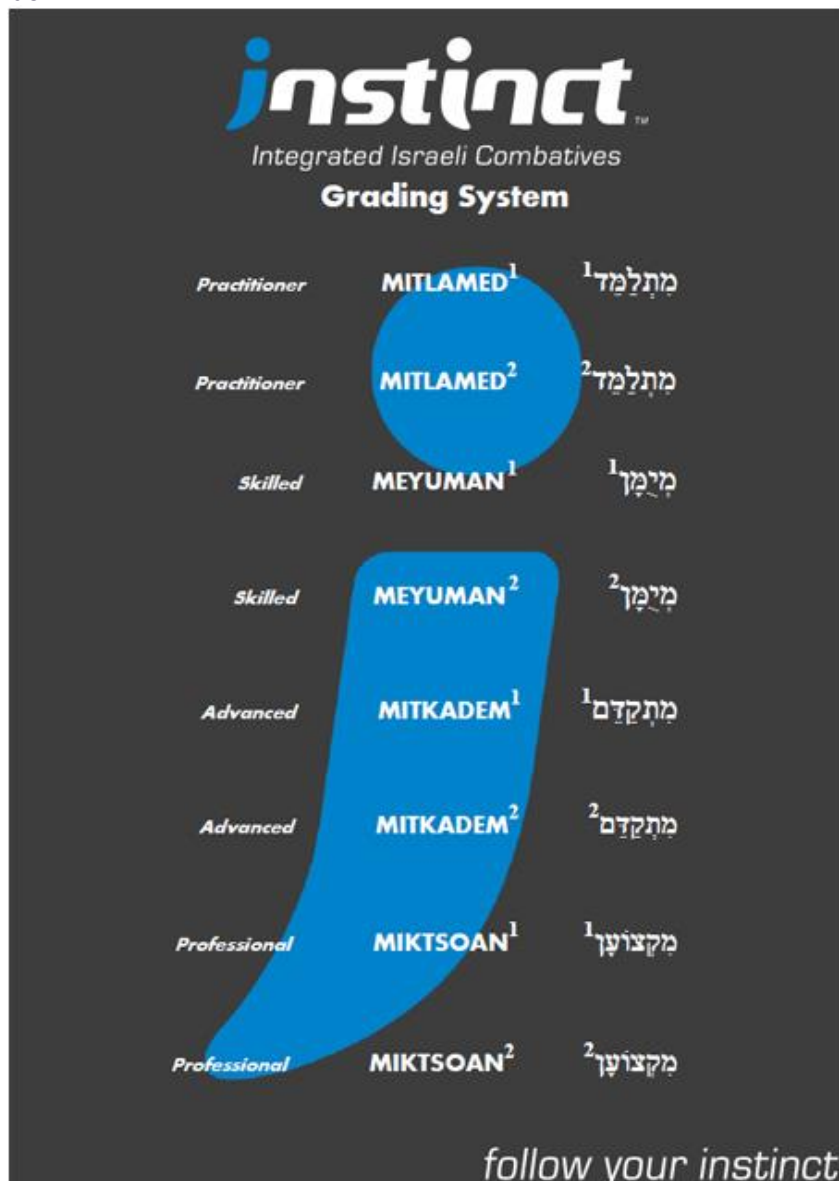 instinct™
Integrated Israeli Combatives
Grading System
Practitioner MITLAMED¹ מִתְלַמֵּד¹
Practitioner MITLAMED² מִתְלַמֵּד²
Skilled MEYUMAN¹ מְיֻמָּן¹
Skilled MEYUMAN² מְיֻמָּן²
Advanced MITKADEM¹ מִתְקַדֵּם¹
Advanced MITKADEM² מִתְקַדֵּם²
Professional MIKTSOAN¹ מִקְצוֹעָן¹
Professional MIKTSOAN² מִקְצוֹעָן²
follow your instinct